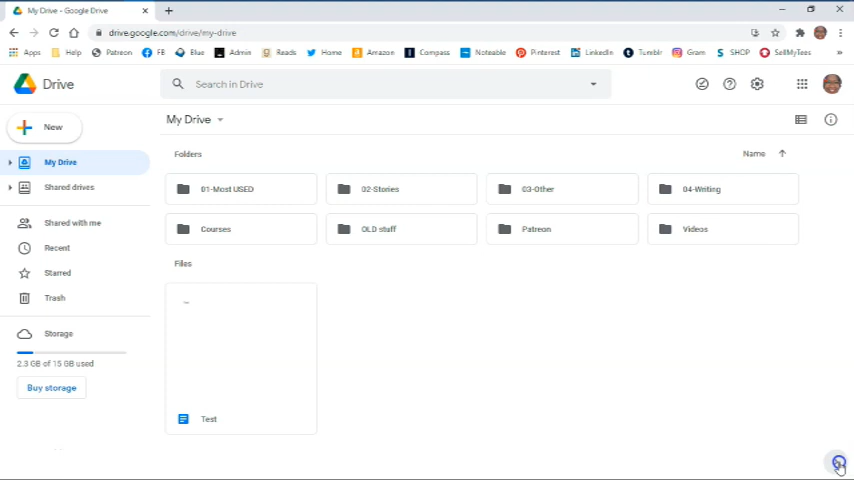 My Drive - Google Drive
drive.google.com/drive/my-drive
Apps Help Patreon FB Blue Admin Reads Home Amazon Compass Noteable Pinterest LinkedIn Tumblr Gram SHOP SellMyTees »
Drive
Search in Drive
New
My Drive
Name
Folders
My Drive
Shared drives
01-Most USED
02-Stories
03-Other
04-Writing
Courses
OLD stuff
Patreon
Videos
Shared with me
Recent
Starred
Trash
Files
Storage
2.3 GB of 15 GB used
Buy storage
Test